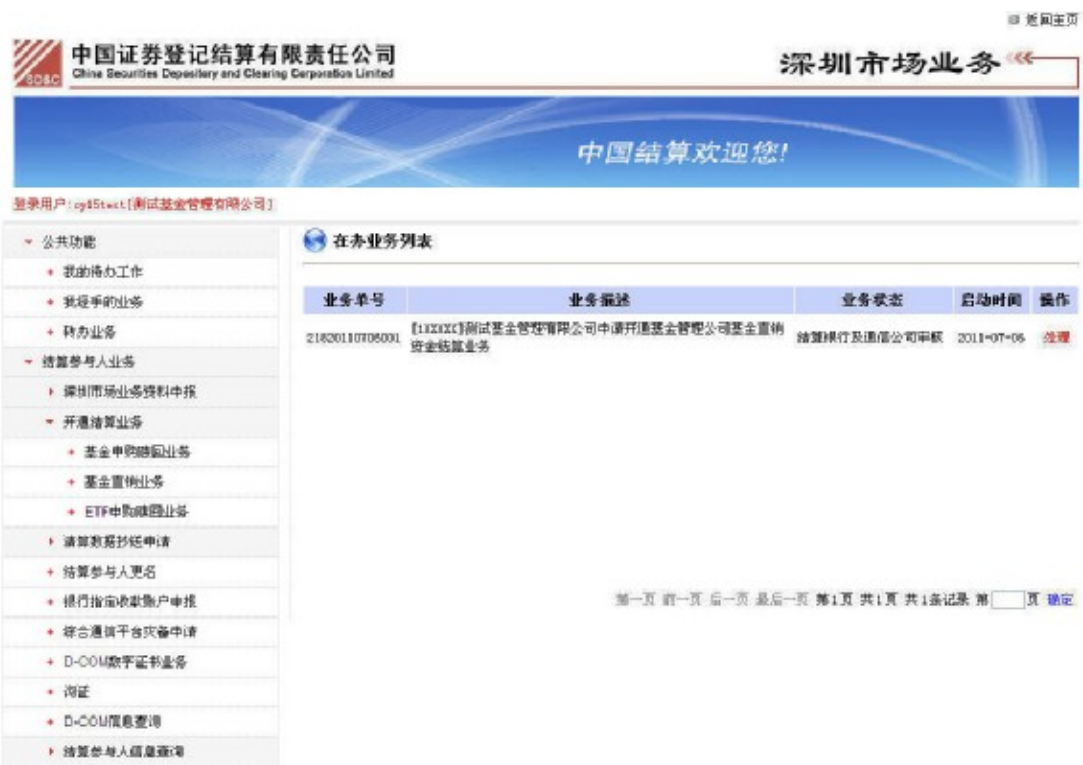 返回主页
中国证券登记结算有限责任公司
China Securities Depository and Clearing Corporation Limited
SD&C
深圳市场业务
中国结算欢迎您!
登录用户:cy15test[测试基金管理有限公司]
公共功能
我的待办工作
我经手的业务
待办业务
结算参与人业务
深圳市场业务资料申报
开通结算业务
基金申购赎回业务
基金直销业务
ETF申购赎回业务
清算数据抄送申请
结算参与人更名
银行指定收款账户申报
综合通信平台灾备申请
D-COM数字证书业务
询证
D-COM信息查询
结算参与人信息查询
在办业务列表
业务单号 业务描述 业务状态 启动时间 操作
21820110706001 [1XXXXX]测试基金管理有限公司申请开通基金管理公司基金直销
资金结算业务 结算银行及通信公司审核 2011-07-06 处理
第一页 前一页 后一页 最后一页 第1页 共1页 共1条记录 第 页 确定